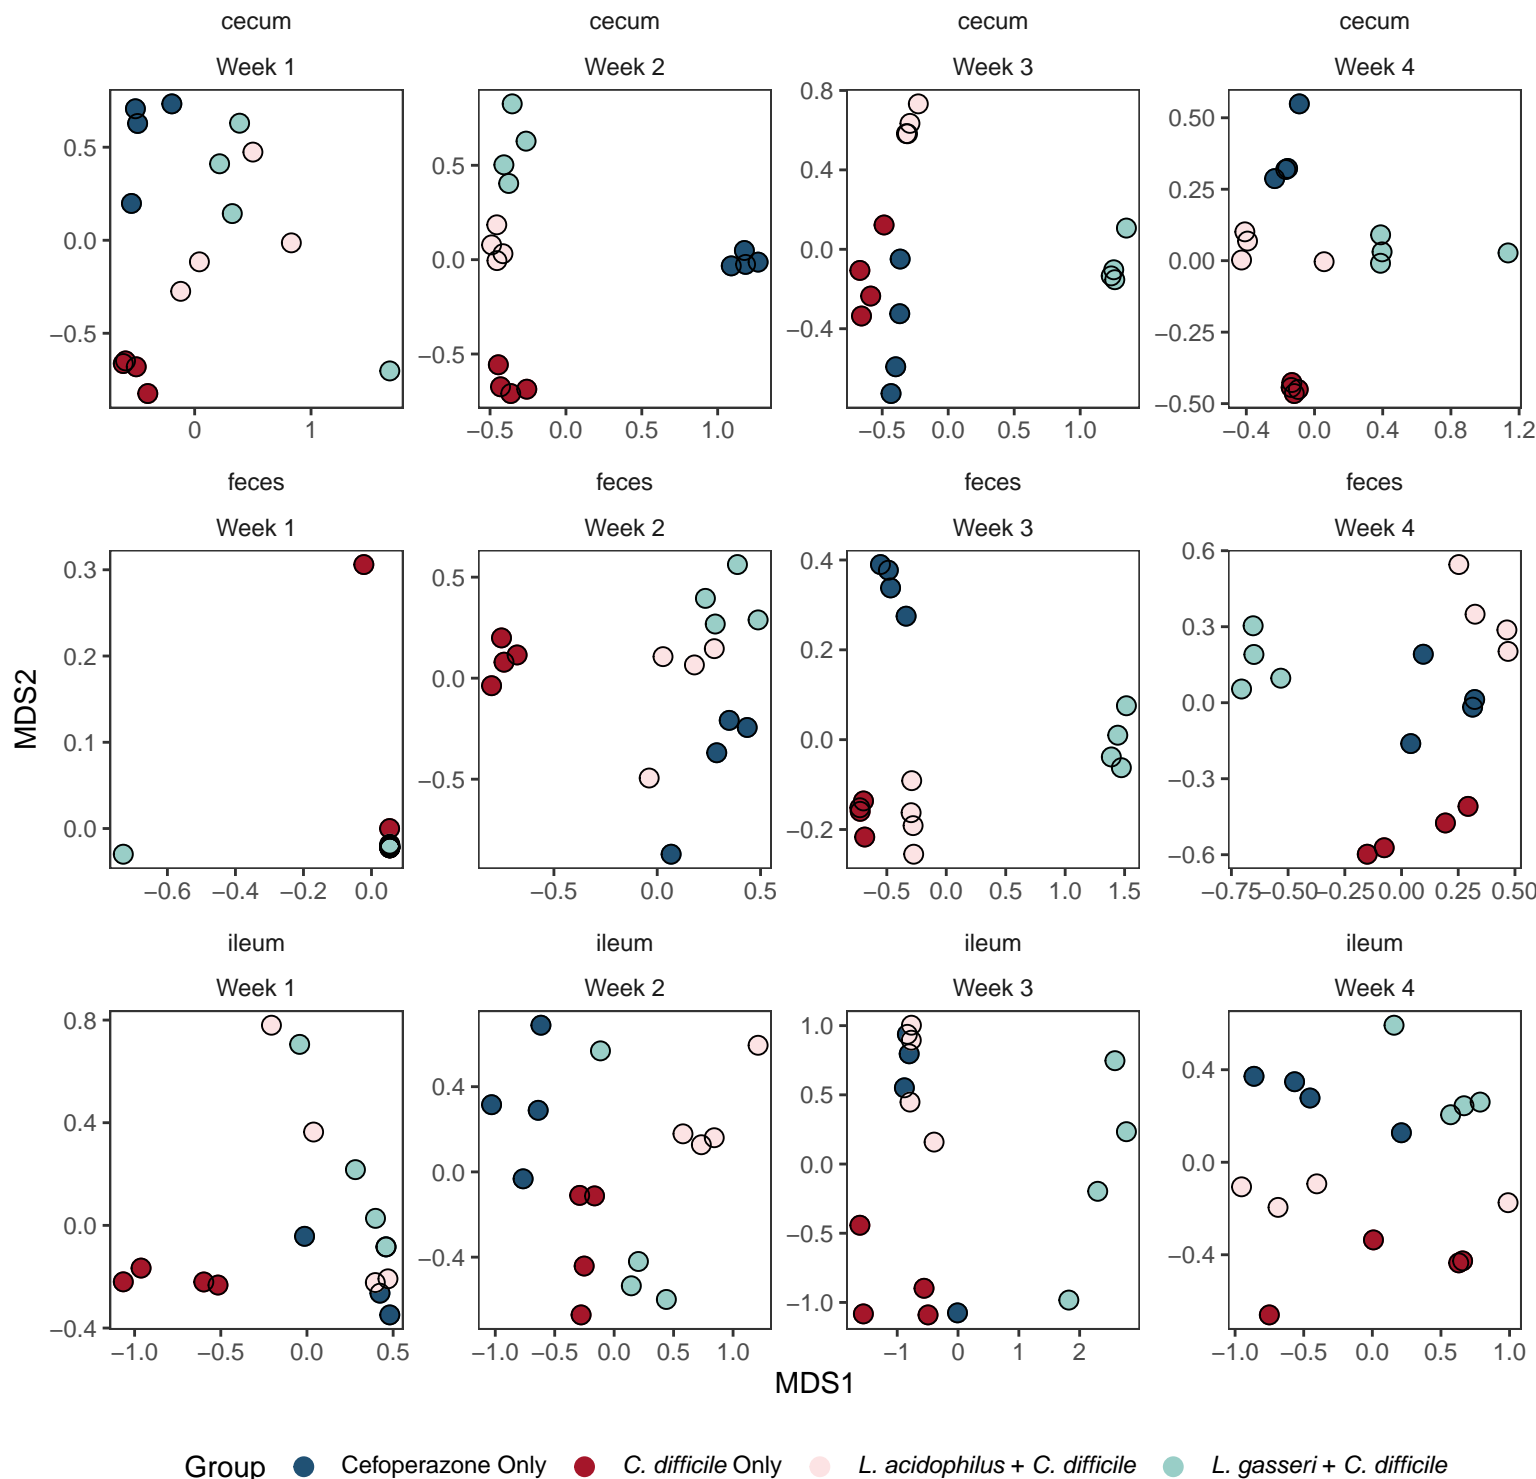 cecum cecum cecum cecum
Week 1 Week 2 Week 3 Week 4
0.5
0.0
−0.5
0 1
0.5
0.0
−0.5
−0.5 0.0 0.5 1.0
0.8
0.4
0.0
−0.4
−0.5 0.0 0.5 1.0
0.50
0.25
0.00
−0.25
−0.50
−0.4 0.0 0.4 0.8 1.2
feces feces feces feces
Week 1 Week 2 Week 3 Week 4
MDS2
0.3
0.2
0.1
0.0
−0.6 −0.4 −0.2 0.0
0.5
0.0
−0.5
−0.5 0.0 0.5
0.4
0.2
0.0
−0.2
−0.5 0.0 0.5 1.0 1.5
0.6
0.3
0.0
−0.3
−0.6
−0.75 −0.50 −0.25 0.00 0.25 0.50
ileum ileum ileum ileum
Week 1 Week 2 Week 3 Week 4
0.8
0.4
0.0
−0.4
−1.0 −0.5 0.0 0.5
0.4
0.0
−0.4
−1.0 −0.5 0.0 0.5 1.0
1.0
0.5
0.0
−0.5
−1.0
−1 0 1 2
0.4
0.0
−0.4
−1.0 −0.5 0.0 0.5 1.0
MDS1
Group Cefoperazone Only C. difficile Only L. acidophilus + C. difficile L. gasseri + C. difficile